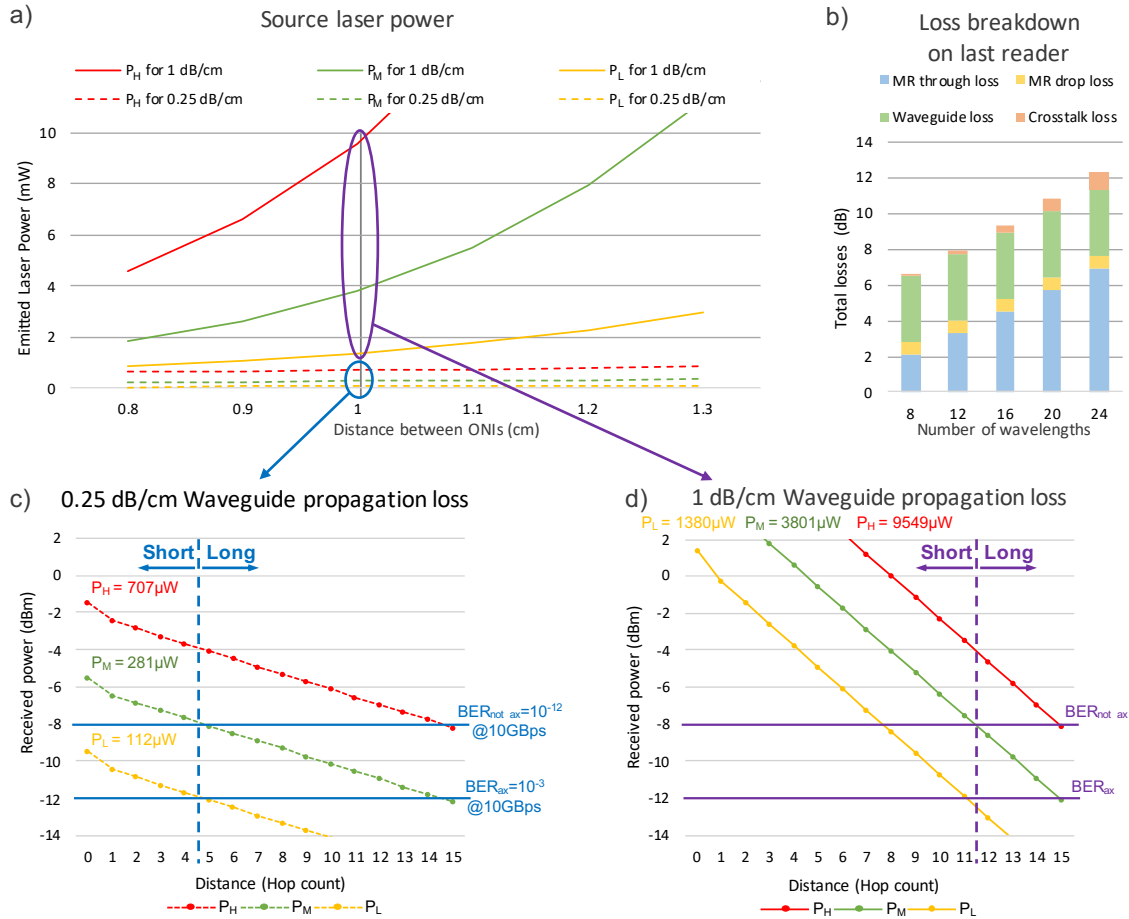 a)
Source laser power
P_H for 1 dB/cm
P_M for 1 dB/cm
P_L for 1 dB/cm
P_H for 0.25 dB/cm
P_M for 0.25 dB/cm
P_L for 0.25 dB/cm
Emitted Laser Power (mW)
10
8
6
4
2
0
0.8
0.9
1
1.1
1.2
1.3
Distance between ONIs (cm)
b)
Loss breakdown
on last reader
MR through loss
MR drop loss
Waveguide loss
Crosstalk loss
Total losses (dB)
14
12
10
8
6
4
2
0
8
12
16
20
24
Number of wavelengths
c)
0.25 dB/cm Waveguide propagation loss
Short
Long
P_H = 707µW
P_M = 281µW
P_L = 112µW
BER_not ax=10^-12
@10GBps
BER_ax=10^-3
@10GBps
Received power (dBm)
2
0
-2
-4
-6
-8
-10
-12
-14
0 1 2 3 4 5 6 7 8 9 10 11 12 13 14 15
Distance (Hop count)
P_H
P_M
P_L
d)
1 dB/cm Waveguide propagation loss
P_L = 1380µW
P_M = 3801µW
P_H = 9549µW
Short
Long
BER_not ax
BER_ax
Received power (dBm)
2
0
-2
-4
-6
-8
-10
-12
-14
0 1 2 3 4 5 6 7 8 9 10 11 12 13 14 15
Distance (Hop count)
P_H
P_M
P_L